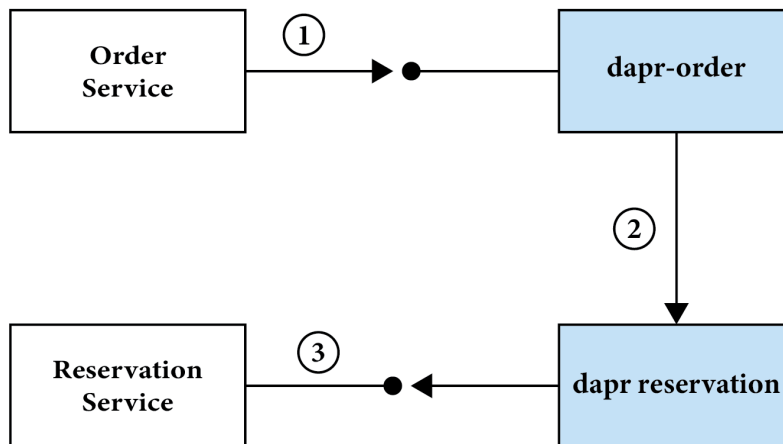 1
Order
Service
dapr-order
2
3
Reservation
Service
dapr reservation